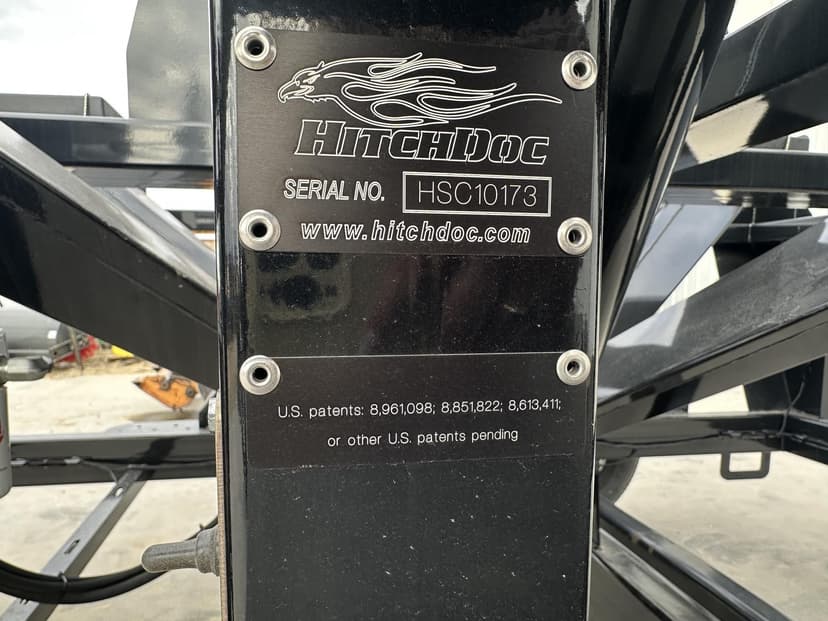 HITCHDOC
SERIAL NO. HSC10173
www.hitchdoc.com
U.S. patents: 8,961,098; 8,851,822; 8,613,411;
or other U.S. patents pending